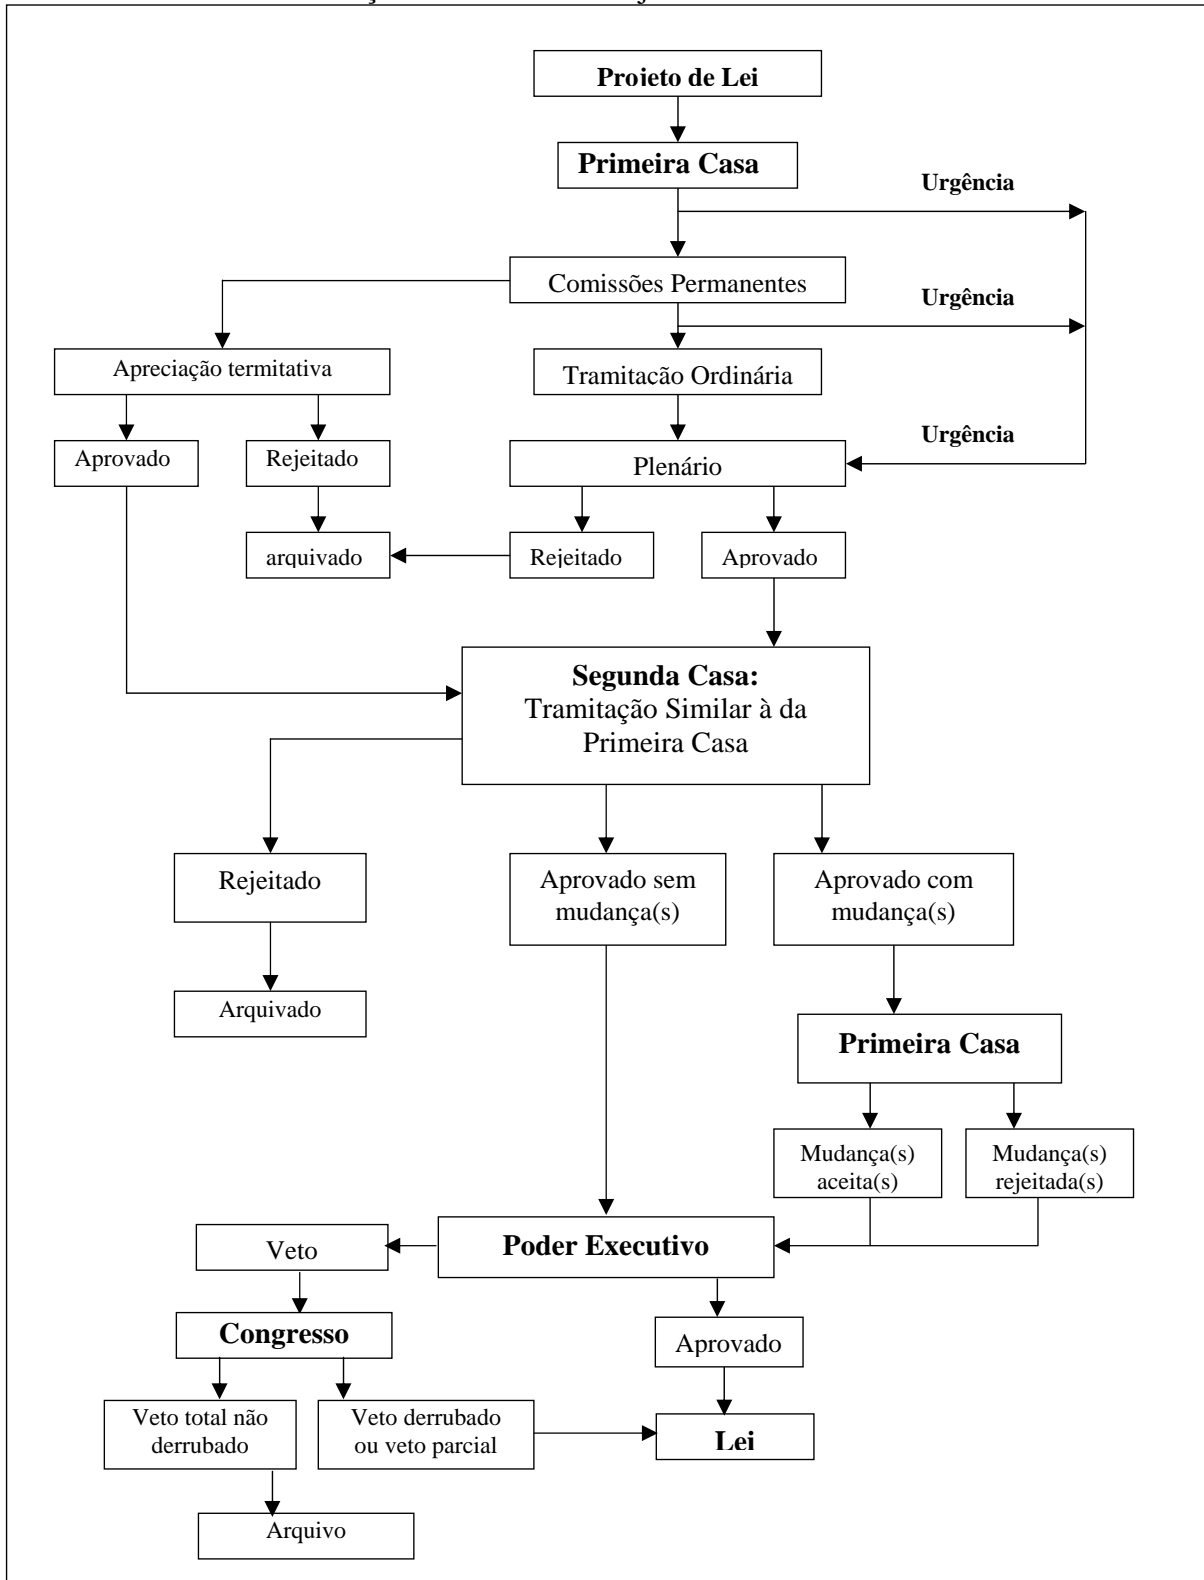 Projeto de Lei
Primeira Casa
Urgência
Comissões Permanentes
Urgência
Apreciação termitativa
Tramitacão Ordinária
Urgência
Aprovado
Rejeitado
Plenário
arquivado
Rejeitado
Aprovado
Segunda Casa:
Tramitação Similar à da
Primeira Casa
Rejeitado
Aprovado sem
mudança(s)
Aprovado com
mudança(s)
Arquivado
Primeira Casa
Mudança(s)
aceita(s)
Mudança(s)
rejeitada(s)
Veto
Poder Executivo
Congresso
Aprovado
Veto total não
derrubado
Veto derrubado
ou veto parcial
Lei
Arquivo